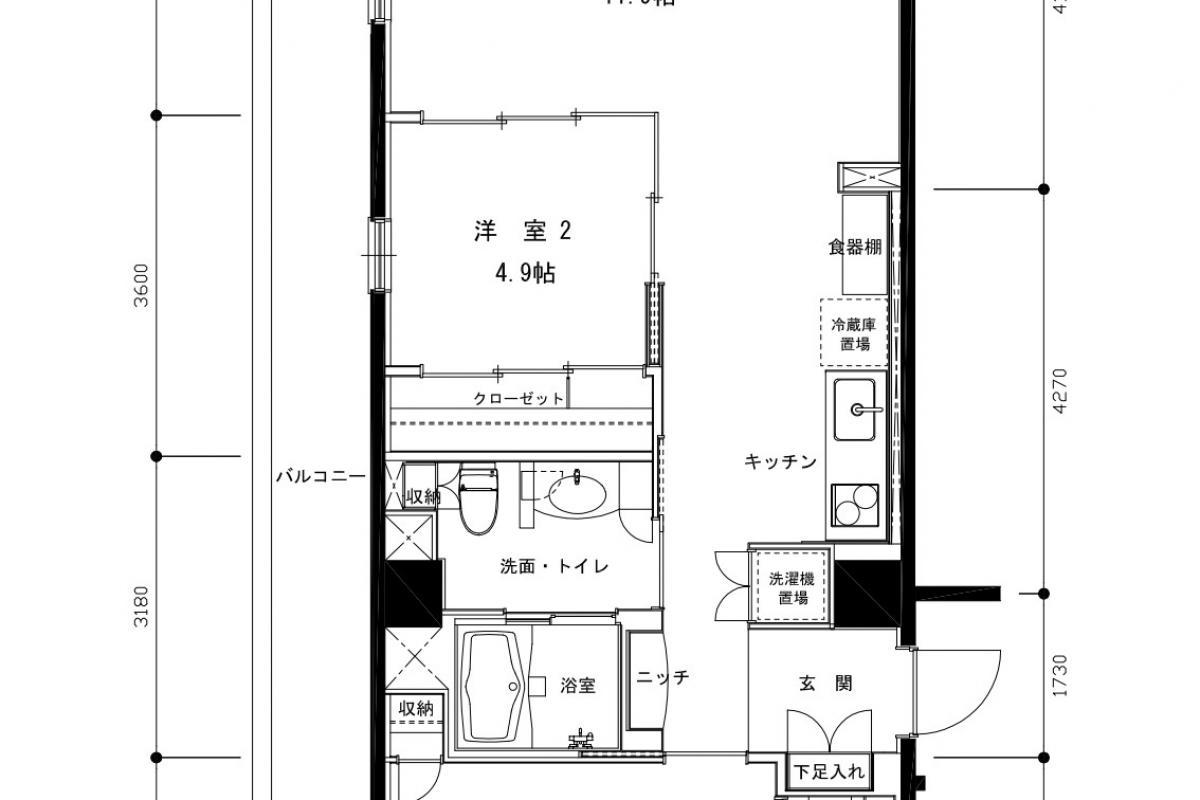 洋 室 2
4.9帖
食器棚
3600
冷蔵庫
置場
4270
クローゼット
キッチン
バルコニー
収納
洗面・トイレ
洗濯機
置場
3180
浴室
ニッチ
玄 関
1730
収納
下足入れ